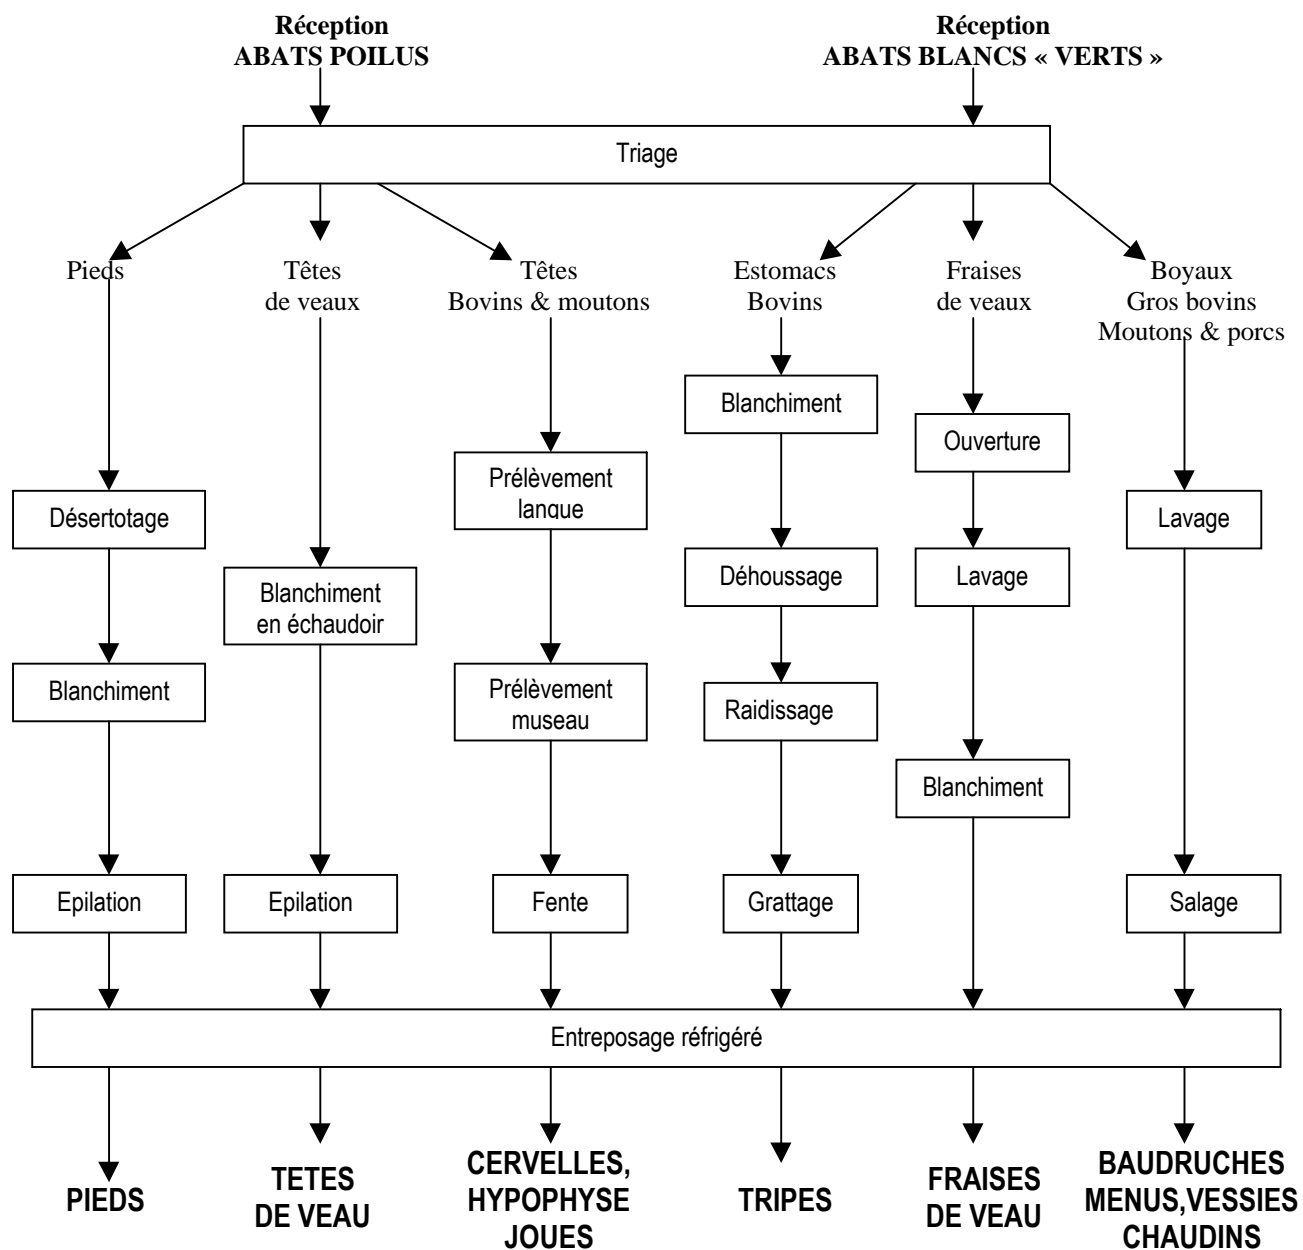 Réception
ABATS POILUS
Réception
ABATS BLANCS « VERTS »
Triage
Pieds
Têtes
de veaux
Têtes
Bovins & moutons
Estomacs
Bovins
Fraises
de veaux
Boyaux
Gros bovins
Moutons & porcs
Désertotage
Blanchiment
Epilation
Blanchiment
en échaudoir
Epilation
Prélèvement
langue
Prélèvement
museau
Fente
Blanchiment
Déhoussage
Raidissage
Grattage
Ouverture
Lavage
Blanchiment
Lavage
Salage
Entreposage réfrigéré
PIEDS
TETES
DE VEAU
CERVELLES,
HYPOPHYSE
JOUES
TRIPES
FRAISES
DE VEAU
BAUDRUCHES
MENUS,VESSIES
CHAUDINS